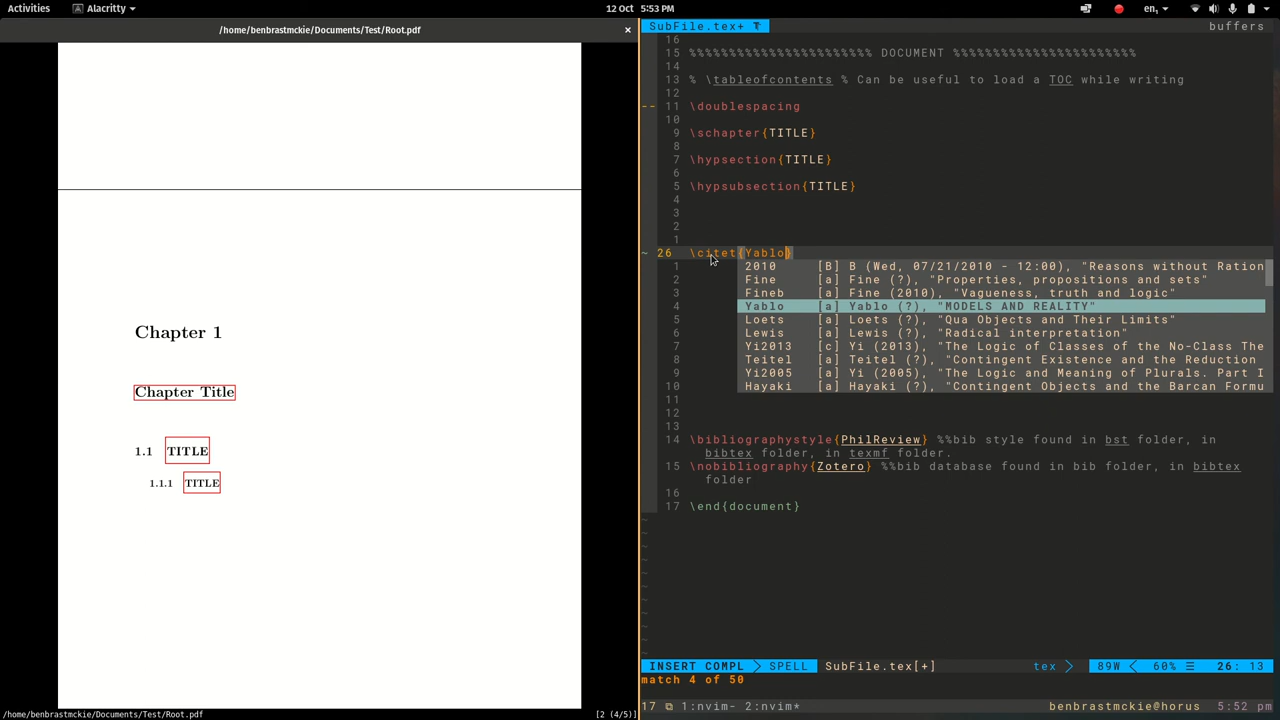 Activities
Alacritty
12 Oct 5:53 PM
en₁
/home/benbrastmckie/Documents/Test/Root.pdf
×
Chapter 1
Chapter Title
1.1 TITLE
1.1.1 TITLE
/home/benbrastmckie/Documents/Test/Root.pdf
[2 (4/5)]
SubFile.tex+
buffers
16
15 %%%%%%%%%%%%%%%%%%%%%%% DOCUMENT %%%%%%%%%%%%%%%%%%%%%%%
14
13 % \tableofcontents % Can be useful to load a TOC while writing
12
-- 11 \doublespacing
10
9 \schapter{TITLE}
8
7 \hypsection{TITLE}
6
5 \hypsubsection{TITLE}
4
3
2
1
~ 26 \citet{Yablo}
1 2010 [B] B (Wed, 07/21/2010 - 12:00), "Reasons without Ration
2 Fine [a] Fine (?), "Properties, propositions and sets"
3 Fineb [a] Fine (2010), "Vagueness, truth and logic"
4 Yablo [a] Yablo (?), "MODELS AND REALITY"
5 Loets [a] Loets (?), "Qua Objects and Their Limits"
6 Lewis [a] Lewis (?), "Radical interpretation"
7 Yi2013 [c] Yi (2013), "The Logic of Classes of the No-Class The
8 Teitel [a] Teitel (?), "Contingent Existence and the Reduction
9 Yi2005 [a] Yi (2005), "The Logic and Meaning of Plurals. Part I
10 Hayaki [a] Hayaki (?), "Contingent Objects and the Barcan Formu
11
12
13
14 \bibliographystyle{PhilReview} %%bib style found in bst folder, in
bibtex folder, in texmf folder.
15 \nobibliography{Zotero} %%bib database found in bib folder, in bibtex
folder
16
17 \end{document}
~
~
~
~
~
~
~
~
~
~
~
INSERT COMPL SPELL SubFile.tex[+] tex 89W 60% ☰ 26: 13
match 4 of 50
17 ⧉ 1:nvim- 2:nvim*
benbrastmckie@horus 5:52 pm